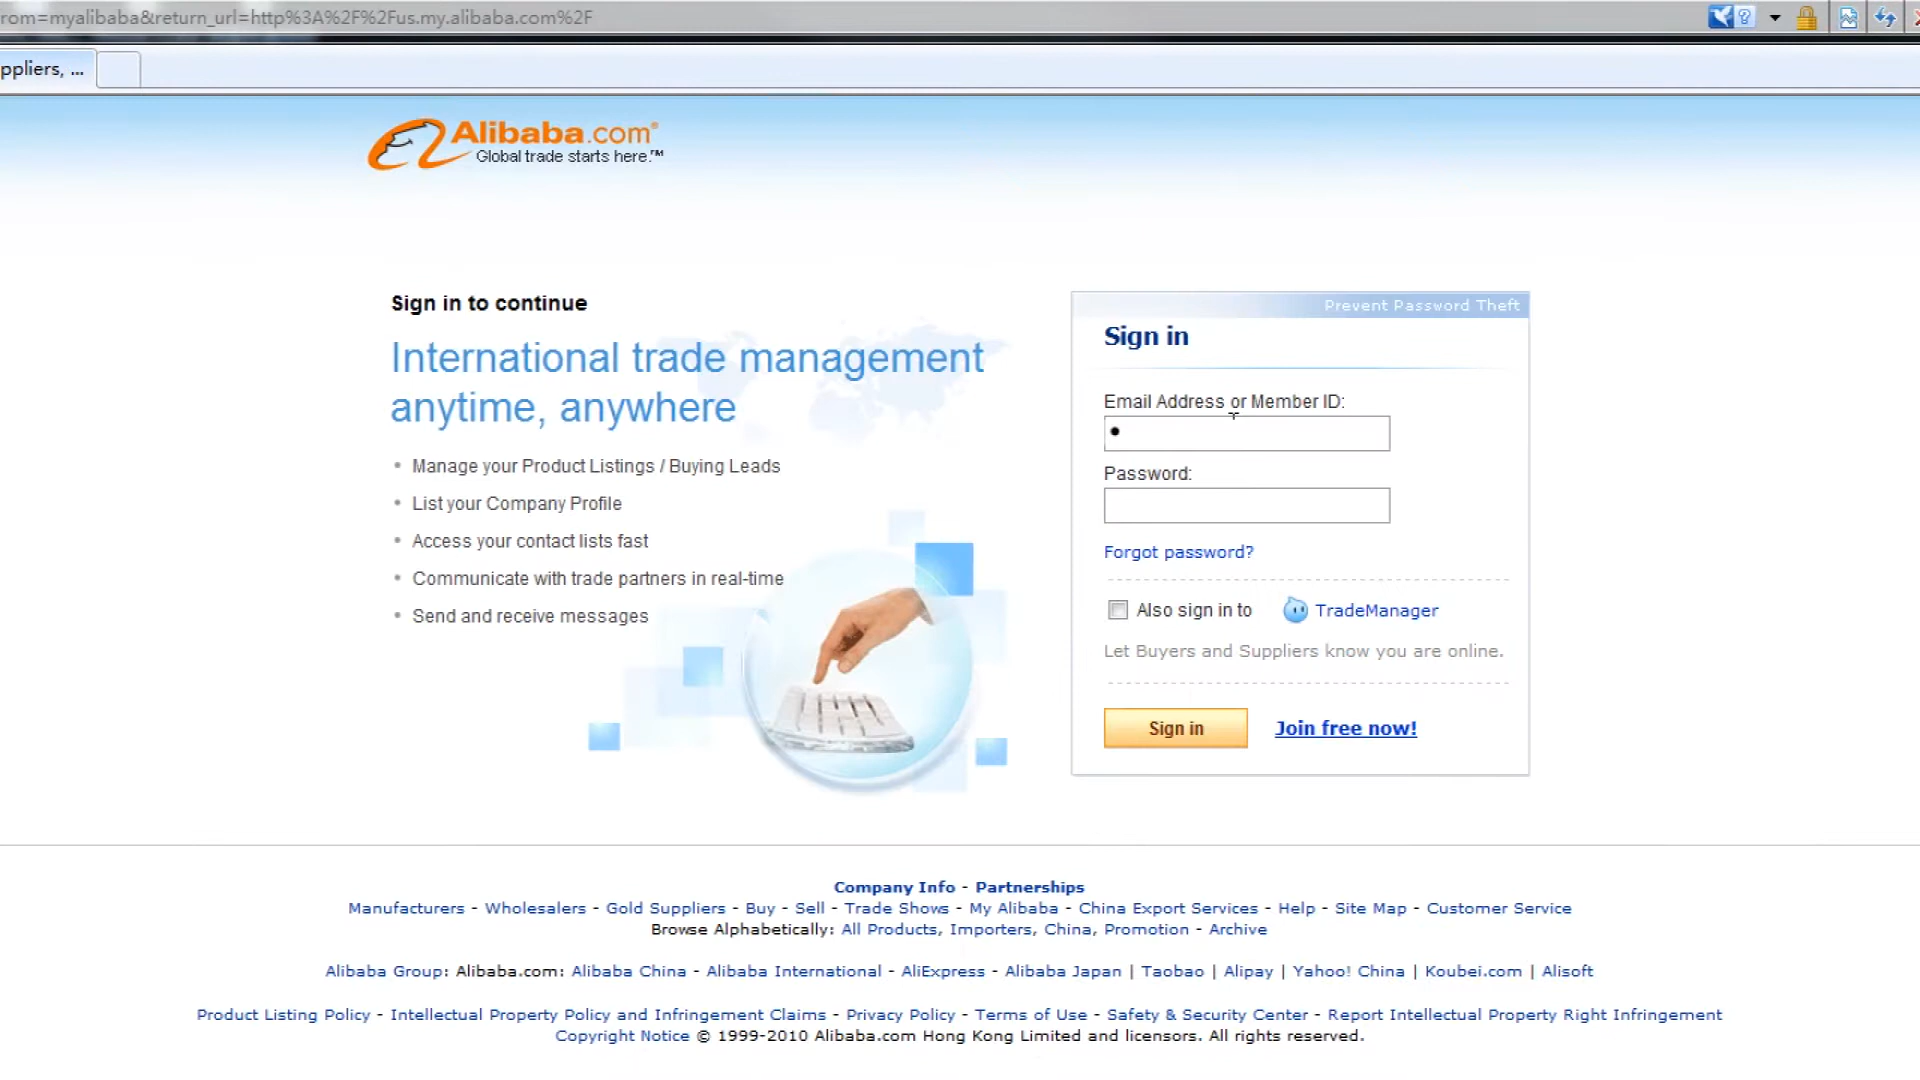 rom=myalibaba&return_url=http%3A%2F%2Fus.my.alibaba.com%2F
ppliers, ...
Alibaba.com®
Global trade starts here.™
Sign in to continue
International trade management
anytime, anywhere
• Manage your Product Listings / Buying Leads
• List your Company Profile
• Access your contact lists fast
• Communicate with trade partners in real-time
• Send and receive messages
Prevent Password Theft
Sign in
Email Address or Member ID:
•
Password:
Forgot password?
Also sign in to TradeManager
Let Buyers and Suppliers know you are online.
Sign in Join free now!
Company Info - Partnerships
Manufacturers - Wholesalers - Gold Suppliers - Buy - Sell - Trade Shows - My Alibaba - China Export Services - Help - Site Map - Customer Service
Browse Alphabetically: All Products, Importers, China, Promotion - Archive
Alibaba Group: Alibaba.com: Alibaba China - Alibaba International - AliExpress - Alibaba Japan | Taobao | Alipay | Yahoo! China | Koubei.com | Alisoft
Product Listing Policy - Intellectual Property Policy and Infringement Claims - Privacy Policy - Terms of Use - Safety & Security Center - Report Intellectual Property Right Infringement
Copyright Notice © 1999-2010 Alibaba.com Hong Kong Limited and licensors. All rights reserved.